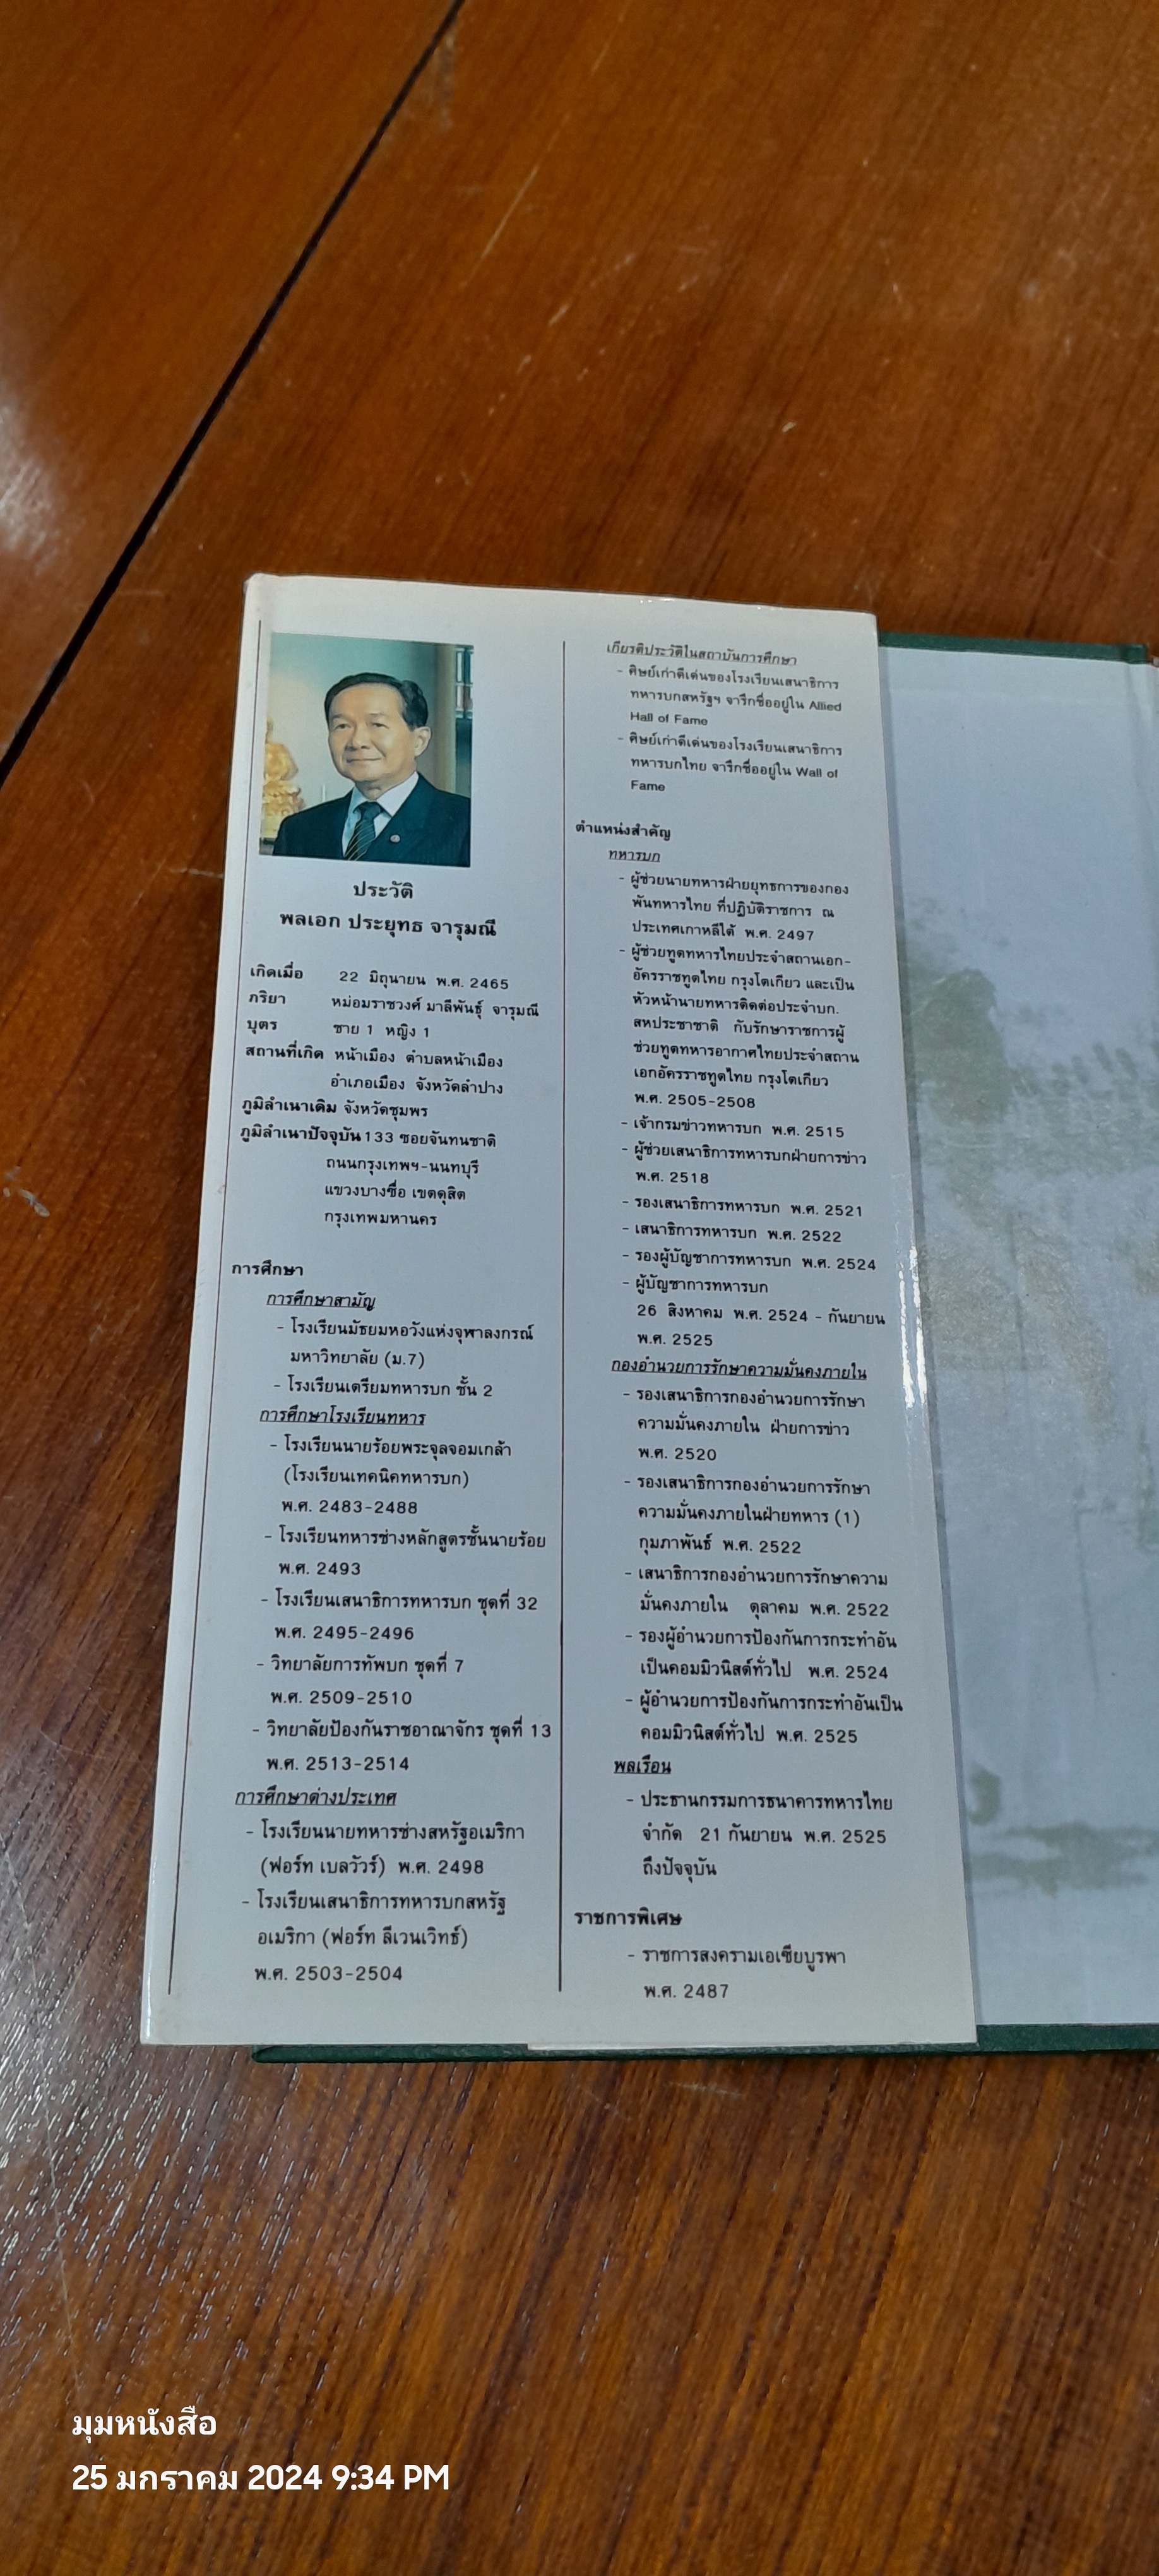 ประวัติ
พลเอก ประยุทธ จารุมณี
เกิดเมื่อ 22 มิถุนายน พ.ศ. 2465
ภริยา หม่อมราชวงศ์ มาลีพันธุ์ จารุมณี
บุตร ชาย 1 หญิง 1
สถานที่เกิด หน้าเมือง ตำบลหน้าเมือง
อำเภอเมือง จังหวัดลำปาง
ภูมิลำเนาเดิม จังหวัดชุมพร
ภูมิลำเนาปัจจุบัน 133 ซอยจันทนชาติ
ถนนกรุงเทพฯ-นนทบุรี
แขวงบางซื่อ เขตดุสิต
กรุงเทพมหานคร
การศึกษา
การศึกษาสามัญ
- โรงเรียนมัธยมหอวังแห่งจุฬาลงกรณ์
มหาวิทยาลัย (ม.7)
- โรงเรียนเตรียมทหารบก ชั้น 2
การศึกษาโรงเรียนทหาร
- โรงเรียนนายร้อยพระจุลจอมเกล้า
(โรงเรียนเทคนิคทหารบก)
พ.ศ. 2483-2488
- โรงเรียนทหารช่างหลักสูตรชั้นนายร้อย
พ.ศ. 2493
- โรงเรียนเสนาธิการทหารบก ชุดที่ 32
พ.ศ. 2495-2496
- วิทยาลัยการทัพบก ชุดที่ 7
พ.ศ. 2509-2510
- วิทยาลัยป้องกันราชอาณาจักร ชุดที่ 13
พ.ศ. 2513-2514
การศึกษาต่างประเทศ
- โรงเรียนนายทหารช่างสหรัฐอเมริกา
(ฟอร์ท เบลวัวร์) พ.ศ. 2498
- โรงเรียนเสนาธิการทหารบกสหรัฐ
อเมริกา (ฟอร์ท ลีเวนเวิทธ์)
พ.ศ. 2503-2504
เกียรติประวัติในสถาบันการศึกษา
- ศิษย์เก่าดีเด่นของโรงเรียนเสนาธิการ
ทหารบกสหรัฐฯ จารึกชื่ออยู่ใน Allied
Hall of Fame
- ศิษย์เก่าดีเด่นของโรงเรียนเสนาธิการ
ทหารบกไทย จารึกชื่ออยู่ใน Wall of
Fame
ตำแหน่งสำคัญ
ทหารบก
- ผู้ช่วยนายทหารฝ่ายยุทธการของกอง
พันทหารไทย ที่ปฏิบัติราชการ ณ
ประเทศเกาหลีใต้ พ.ศ. 2497
- ผู้ช่วยทูตทหารไทยประจำสถานเอก-
อัครราชทูตไทย กรุงโตเกียว และเป็น
หัวหน้านายทหารติดต่อประจำบก.
สหประชาชาติ กับรักษาราชการผู้
ช่วยทูตทหารอากาศไทยประจำสถาน
เอกอัครราชทูตไทย กรุงโตเกียว
พ.ศ. 2505-2508
- เจ้ากรมข่าวทหารบก พ.ศ. 2515
- ผู้ช่วยเสนาธิการทหารบกฝ่ายการข่าว
พ.ศ. 2518
- รองเสนาธิการทหารบก พ.ศ. 2521
- เสนาธิการทหารบก พ.ศ. 2522
- รองผู้บัญชาการทหารบก พ.ศ. 2524
- ผู้บัญชาการทหารบก
26 สิงหาคม พ.ศ. 2524 - กันยายน
พ.ศ. 2525
กองอำนวยการรักษาความมั่นคงภายใน
- รองเสนาธิการกองอำนวยการรักษา
ความมั่นคงภายใน ฝ่ายการข่าว
พ.ศ. 2520
- รองเสนาธิการกองอำนวยการรักษา
ความมั่นคงภายในฝ่ายทหาร (1)
กุมภาพันธ์ พ.ศ. 2522
- เสนาธิการกองอำนวยการรักษาความ
มั่นคงภายใน ตุลาคม พ.ศ. 2522
- รองผู้อำนวยการป้องกันการกระทำอัน
เป็นคอมมิวนิสต์ทั่วไป พ.ศ. 2524
- ผู้อำนวยการป้องกันการกระทำอันเป็น
คอมมิวนิสต์ทั่วไป พ.ศ. 2525
พลเรือน
- ประธานกรรมการธนาคารทหารไทย
จำกัด 21 กันยายน พ.ศ. 2525
ถึงปัจจุบัน
ราชการพิเศษ
- ราชการสงครามเอเซียบูรพา
พ.ศ. 2487
มุมหนังสือ
25 มกราคม 2024 9:34 PM